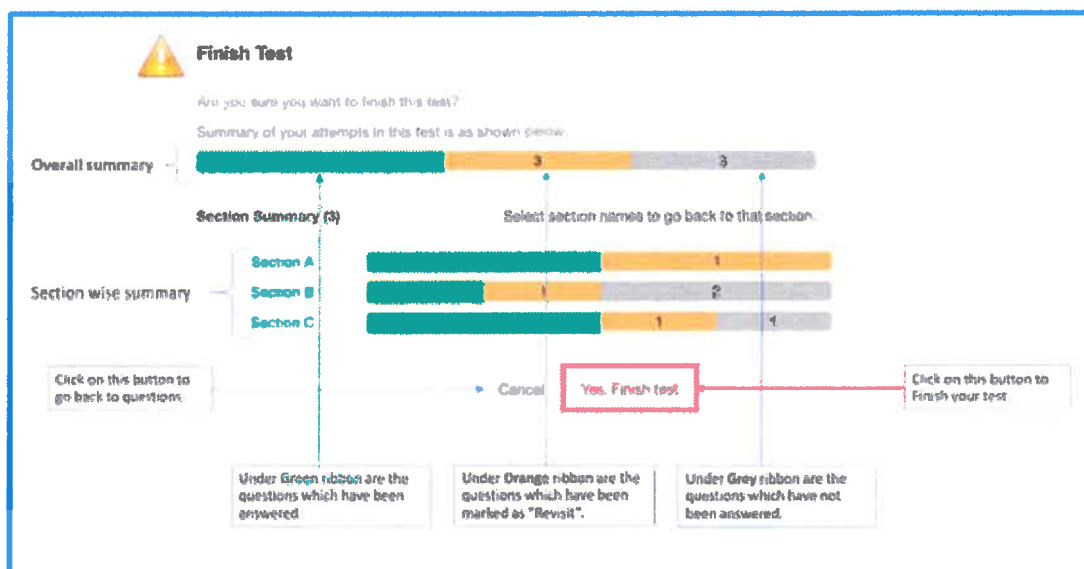 Finish Test
Are you sure you want to finish this test?
Summary of your attempts in this test is as shown below
Overall summary
3 3
Section Summary (3)
Select section names to go back to that section.
Section A
1
Section B
1 2
Section C
1 1
Section wise summary
Click on this button to
go back to questions.
Cancel
Yes. Finish test
Click on this button to
Finish your test
Under Green ribbon are the
questions which have been
answered
Under Orange ribbon are the
questions which have been
marked as "Revisit".
Under Grey ribbon are the
questions which have not
been answered.